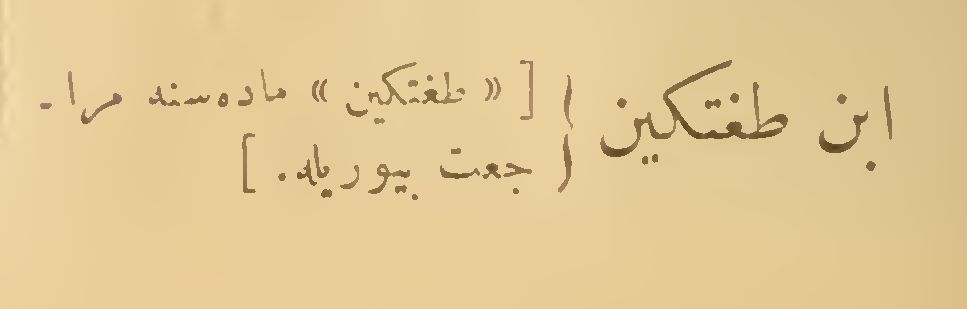 ابن طغتكين ( [« طغتكين » ماده‌سنه مرا-
( جعت بيوريله. ]